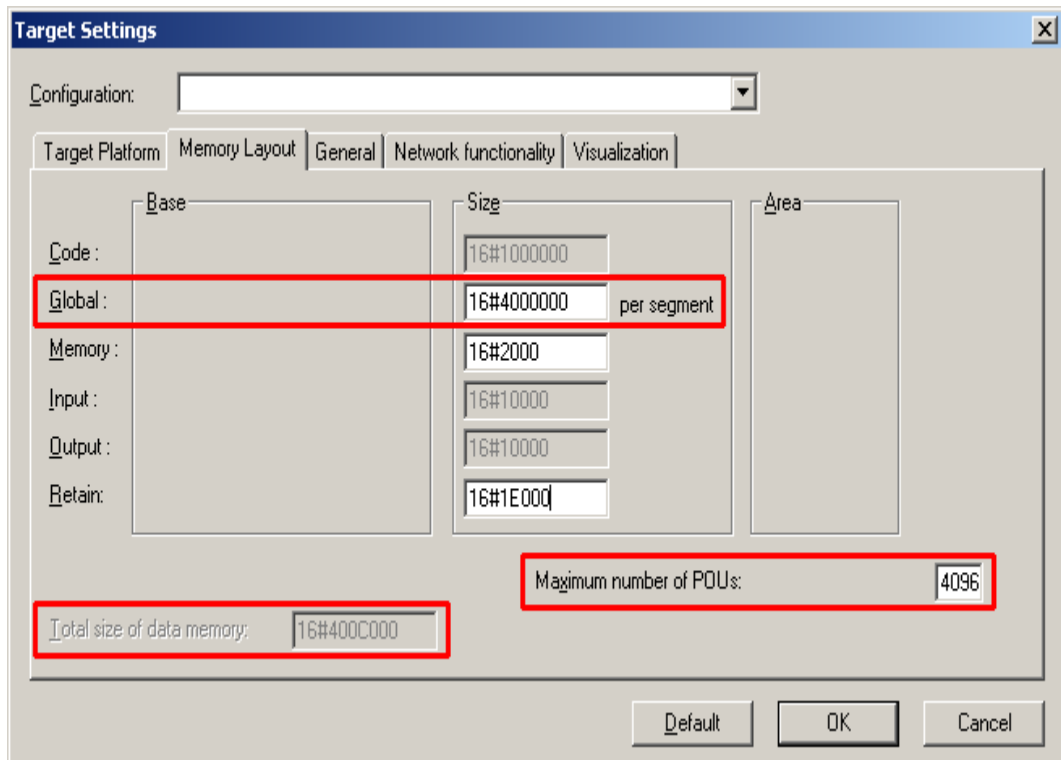 Target Settings
Configuration:
Target Platform Memory Layout General Network functionality Visualization
Base Size Area
Code : 16#1000000
Global : 16#4000000 per segment
Memory : 16#2000
Input : 16#10000
Output : 16#10000
Retain: 16#1E000
Maximum number of POUs: 4096
Total size of data memory: 16#400C000
Default OK Cancel